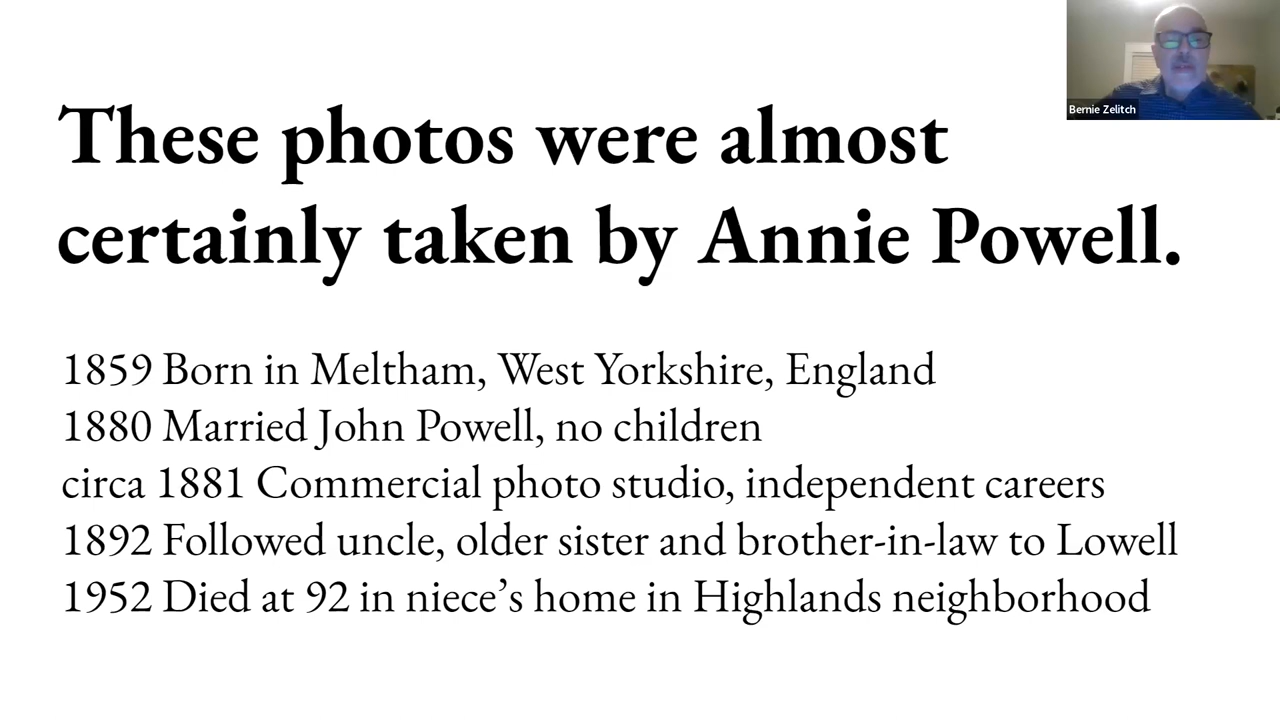 These photos were almost
certainly taken by Annie Powell.
1859 Born in Meltham, West Yorkshire, England
1880 Married John Powell, no children
circa 1881 Commercial photo studio, independent careers
1892 Followed uncle, older sister and brother-in-law to Lowell
1952 Died at 92 in niece’s home in Highlands neighborhood
Bernie Zelitch